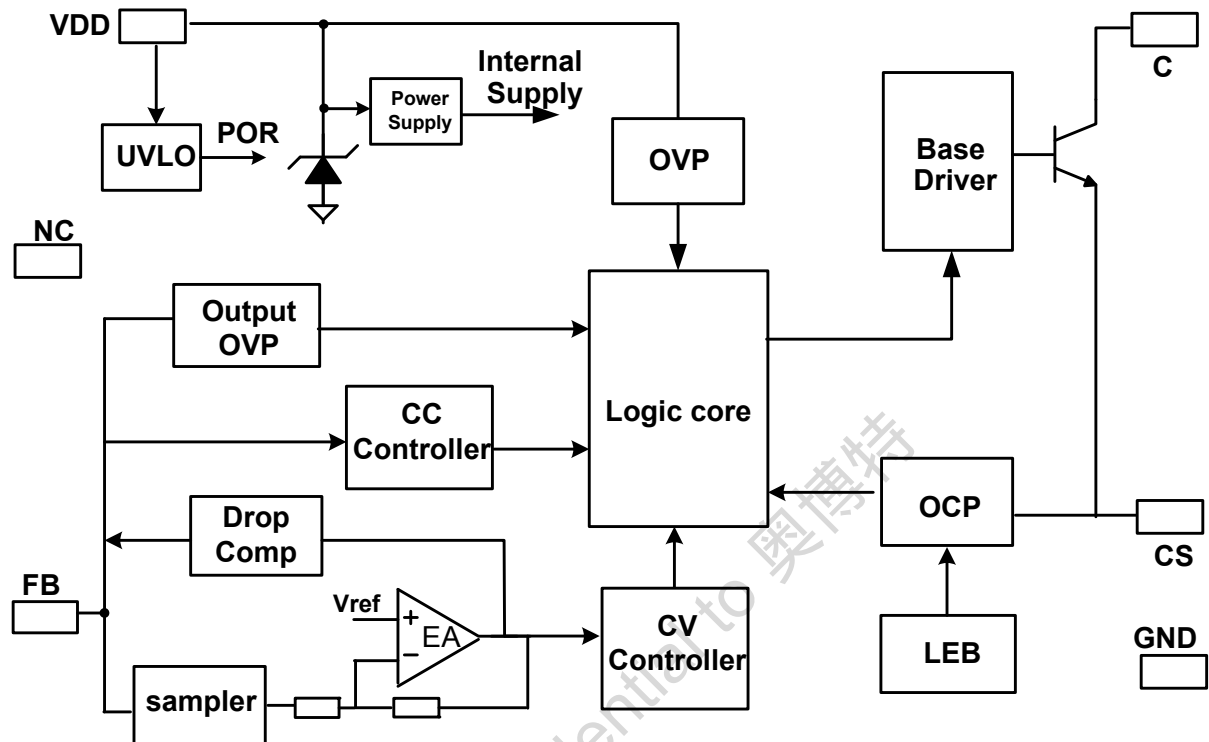 VDD
C
Internal
Supply
Power
Supply
POR
UVLO
OVP
Base
Driver
NC
Output
OVP
CC
Controller
Logic core
Drop
Comp
OCP
CS
FB
Vref
+
EA
−
CV
Controller
LEB
GND
sampler
dential to 奥博特